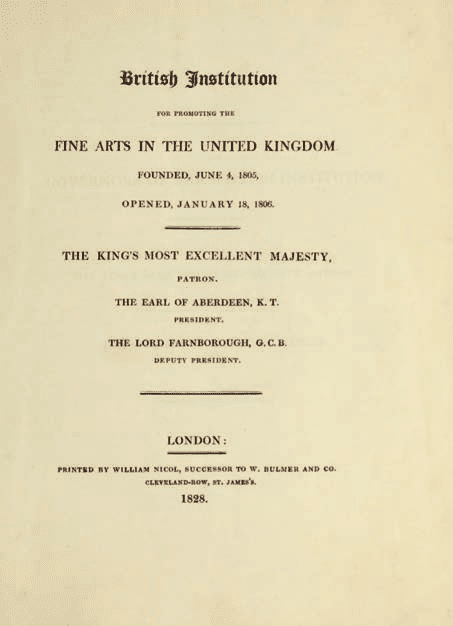 British Institution
FOR PROMOTING THE
FINE ARTS IN THE UNITED KINGDOM
FOUNDED, JUNE 4, 1805,
OPENED, JANUARY 18, 1806.
THE KING'S MOST EXCELLENT MAJESTY,
PATRON.
THE EARL OF ABERDEEN, K. T.
PRESIDENT.
THE LORD FARNBOROUGH, G. C. B.
DEPUTY PRESIDENT.
LONDON:
PRINTED BY WILLIAM NICOL, SUCCESSOR TO W. BULMER AND CO.
CLEVELAND-ROW, ST. JAMES'S.
1828.